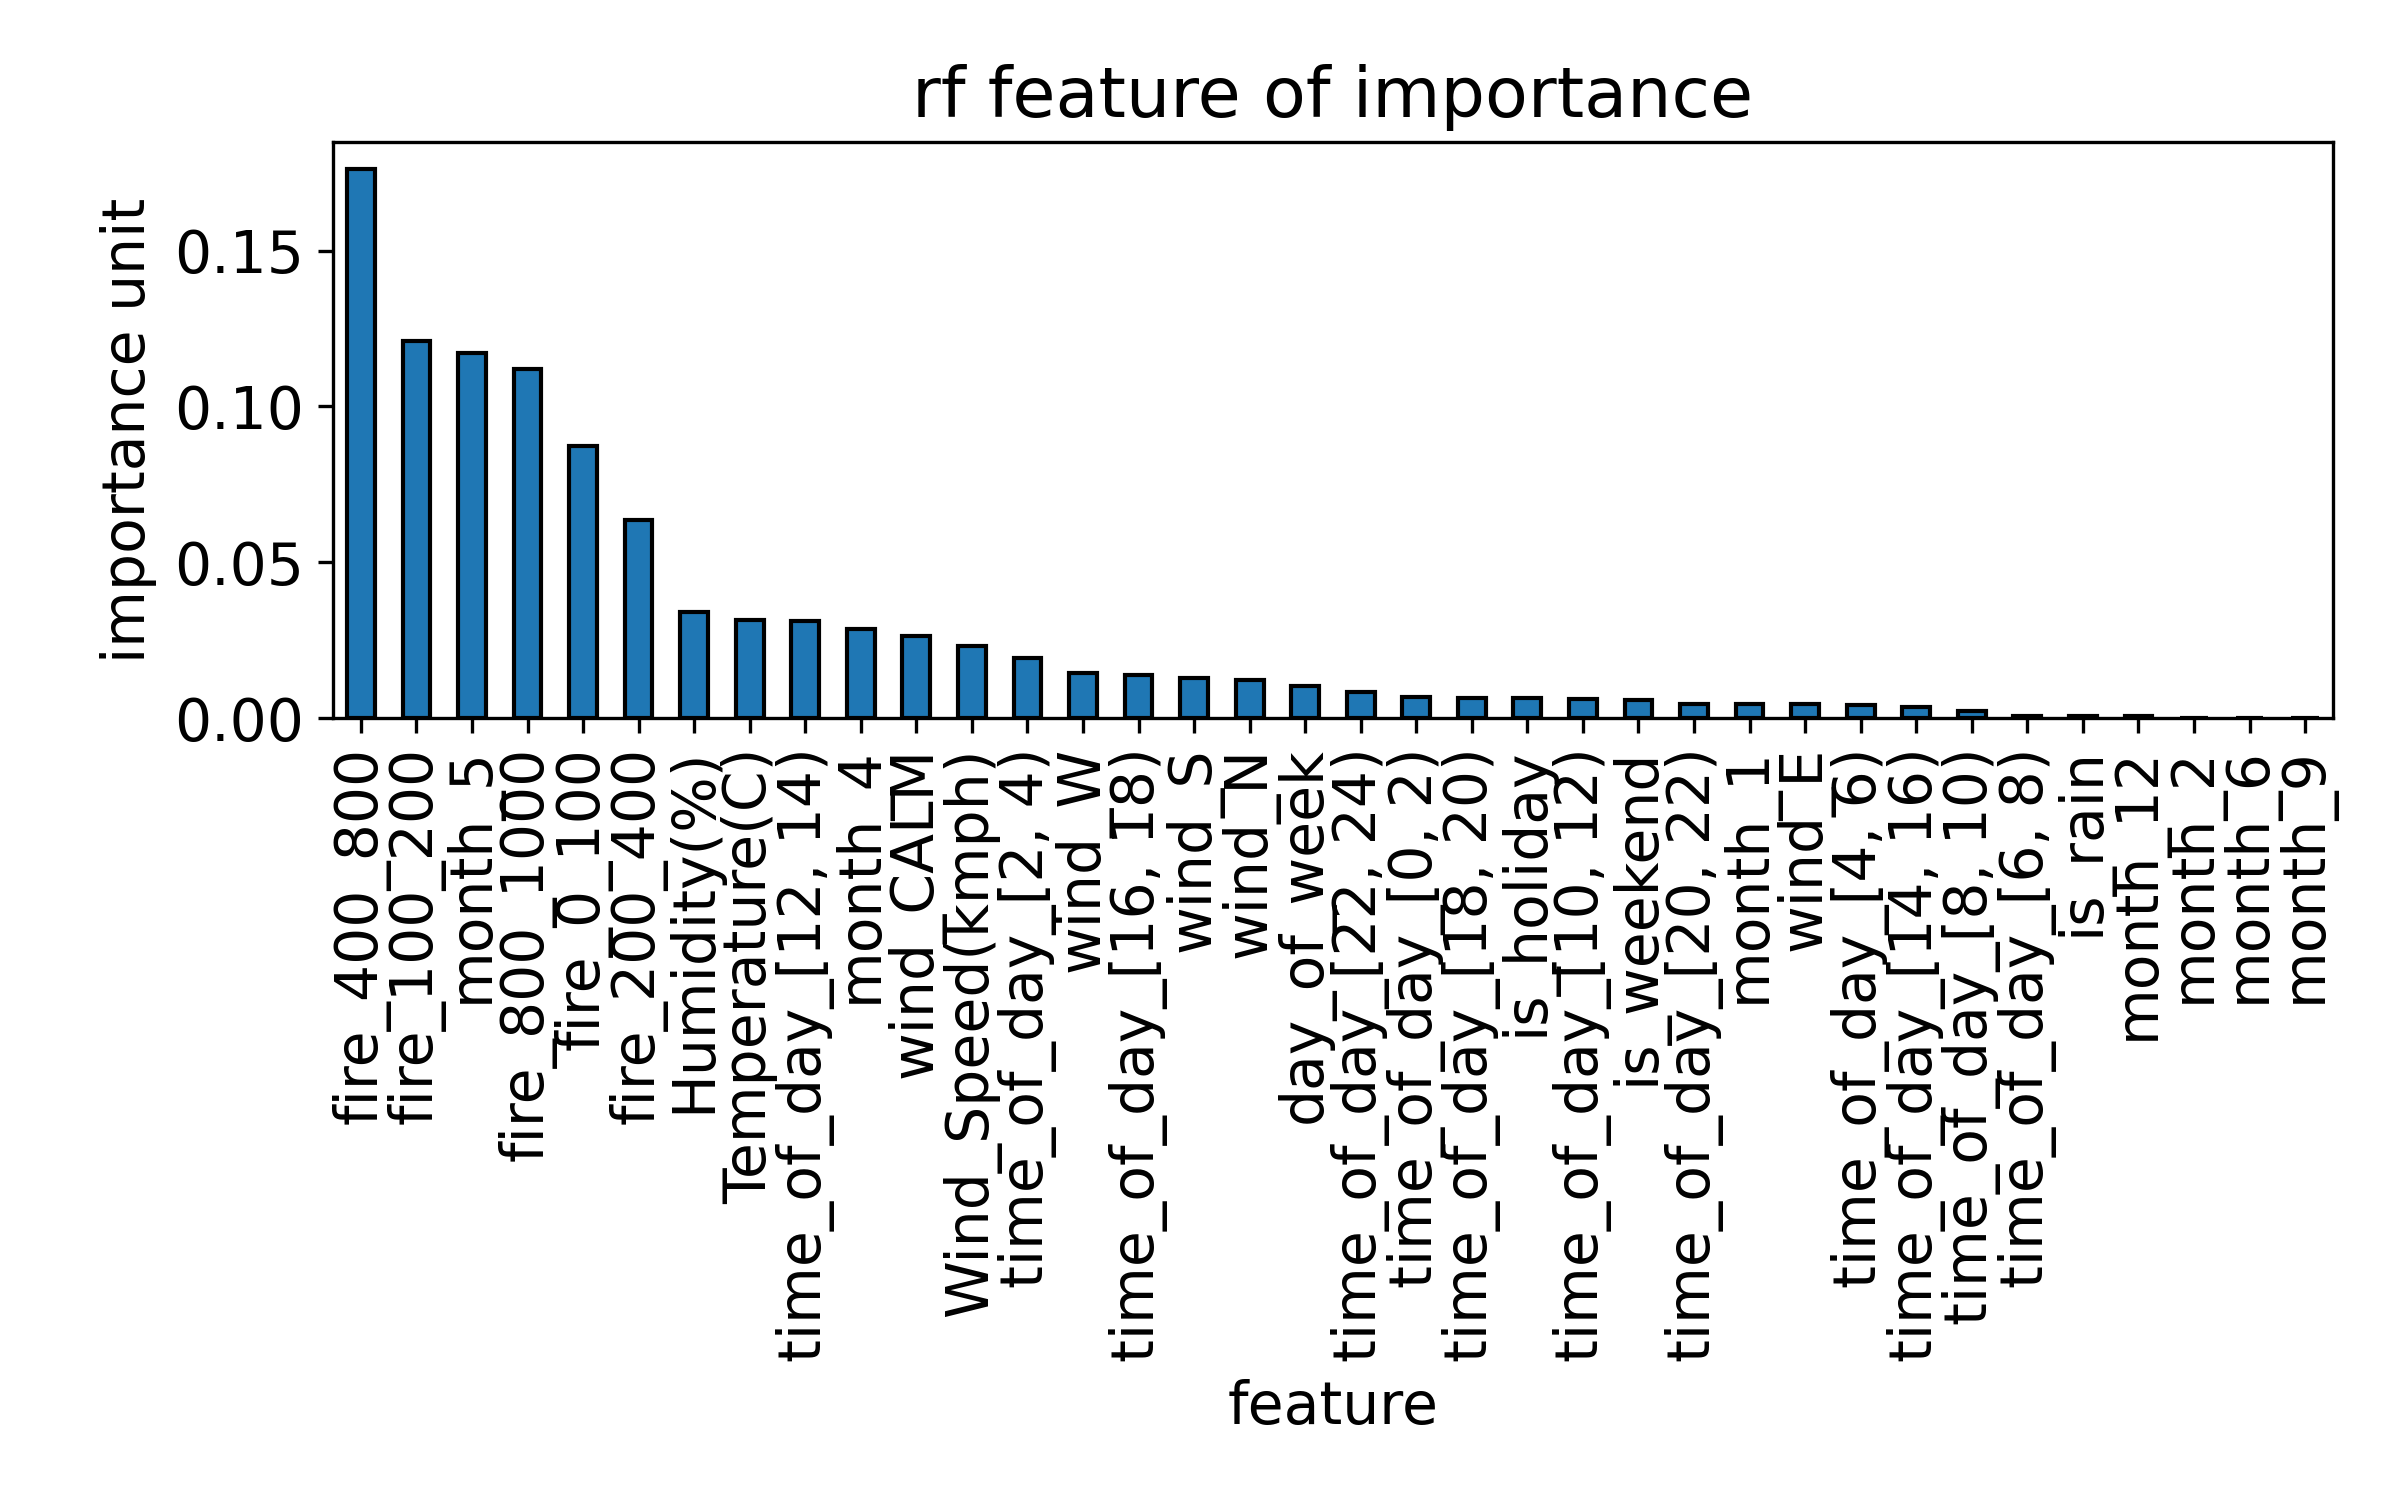 rf feature of importance
importance unit
0.15
0.10
0.05
0.00
fire_400_800
fire_100_200
month_5
fire_800_1000
fire_0_100
fire_200_400
Humidity(%)
Temperature(C)
time_of_day_[12, 14)
month_4
wind_CALM
Wind_Speed(kmph)
time_of_day_[2, 4)
wind_W
time_of_day_[16, 18)
wind_S
wind_N
day_of_week
time_of_day_[22, 24)
time_of_day_[0, 2)
time_of_day_[18, 20)
is_holiday
time_of_day_[10, 12)
is_weekend
time_of_day_[20, 22)
month_1
wind_E
time_of_day_[4, 6)
time_of_day_[14, 16)
time_of_day_[8, 10)
time_of_day_[6, 8)
is_rain
month_12
month_2
month_6
month_9
feature